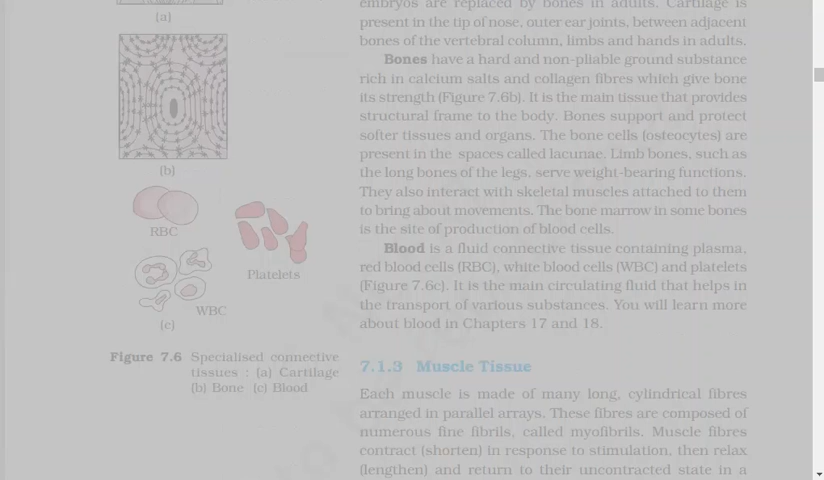 (a)
(b)
RBC
Platelets
WBC
(c)
Figure 7.6 Specialised connective
tissues : (a) Cartilage
(b) Bone (c) Blood
embryos are replaced by bones in adults. Cartilage is
present in the tip of nose, outer ear joints, between adjacent
bones of the vertebral column, limbs and hands in adults.
Bones have a hard and non-pliable ground substance
rich in calcium salts and collagen fibres which give bone
its strength (Figure 7.6b). It is the main tissue that provides
structural frame to the body. Bones support and protect
softer tissues and organs. The bone cells (osteocytes) are
present in the spaces called lacunae. Limb bones, such as
the long bones of the legs, serve weight-bearing functions.
They also interact with skeletal muscles attached to them
to bring about movements. The bone marrow in some bones
is the site of production of blood cells.
Blood is a fluid connective tissue containing plasma,
red blood cells (RBC), white blood cells (WBC) and platelets
(Figure 7.6c). It is the main circulating fluid that helps in
the transport of various substances. You will learn more
about blood in Chapters 17 and 18.
7.1.3 Muscle Tissue
Each muscle is made of many long, cylindrical fibres
arranged in parallel arrays. These fibres are composed of
numerous fine fibrils, called myofibrils. Muscle fibres
contract (shorten) in response to stimulation, then relax
(lengthen) and return to their uncontracted state in a